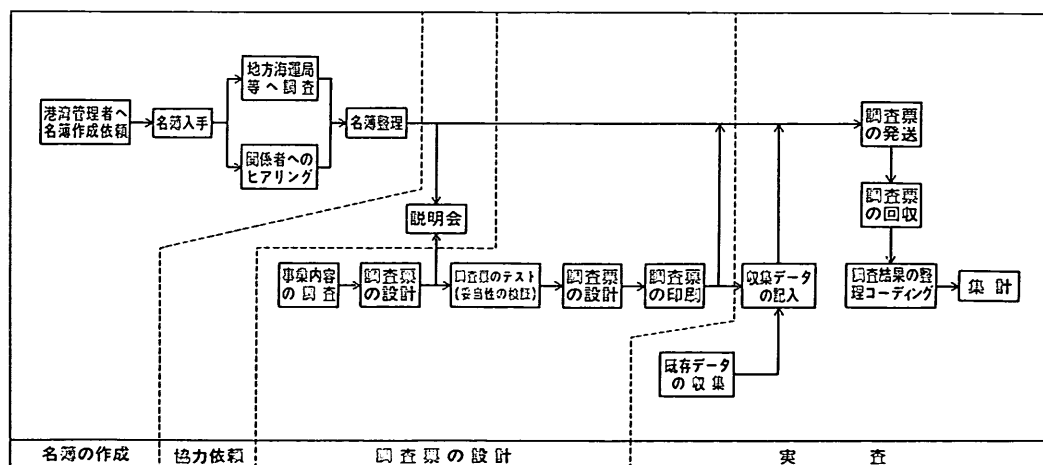 港湾管理者へ
名簿作成依頼
名簿入手
地方海運局
等へ調査
関係者への
ヒアリング
名簿整理
説明会
事業内容
の調査
調査票
の設計
調査票のテスト
(妥当性の検証)
調査票
の設計
調査票
の印刷
収集データ
の記入
既存データ
の収集
調査票
の発送
調査票
の回収
調査結果の整
理コーディング
集計
名簿の作成
協力依頼
調査票の設計
実査